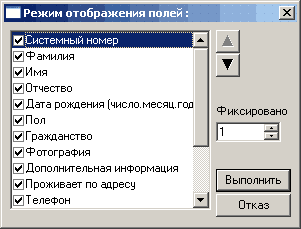 Режим отображения полей :
Системный номер
Фамилия
Имя
Отчество
Дата рождения (число.месяц.год
Пол
Гражданство
Фотография
Дополнительная информация
Проживает по адресу
Телефон
Фиксировано
1
Выполнить
Отказ